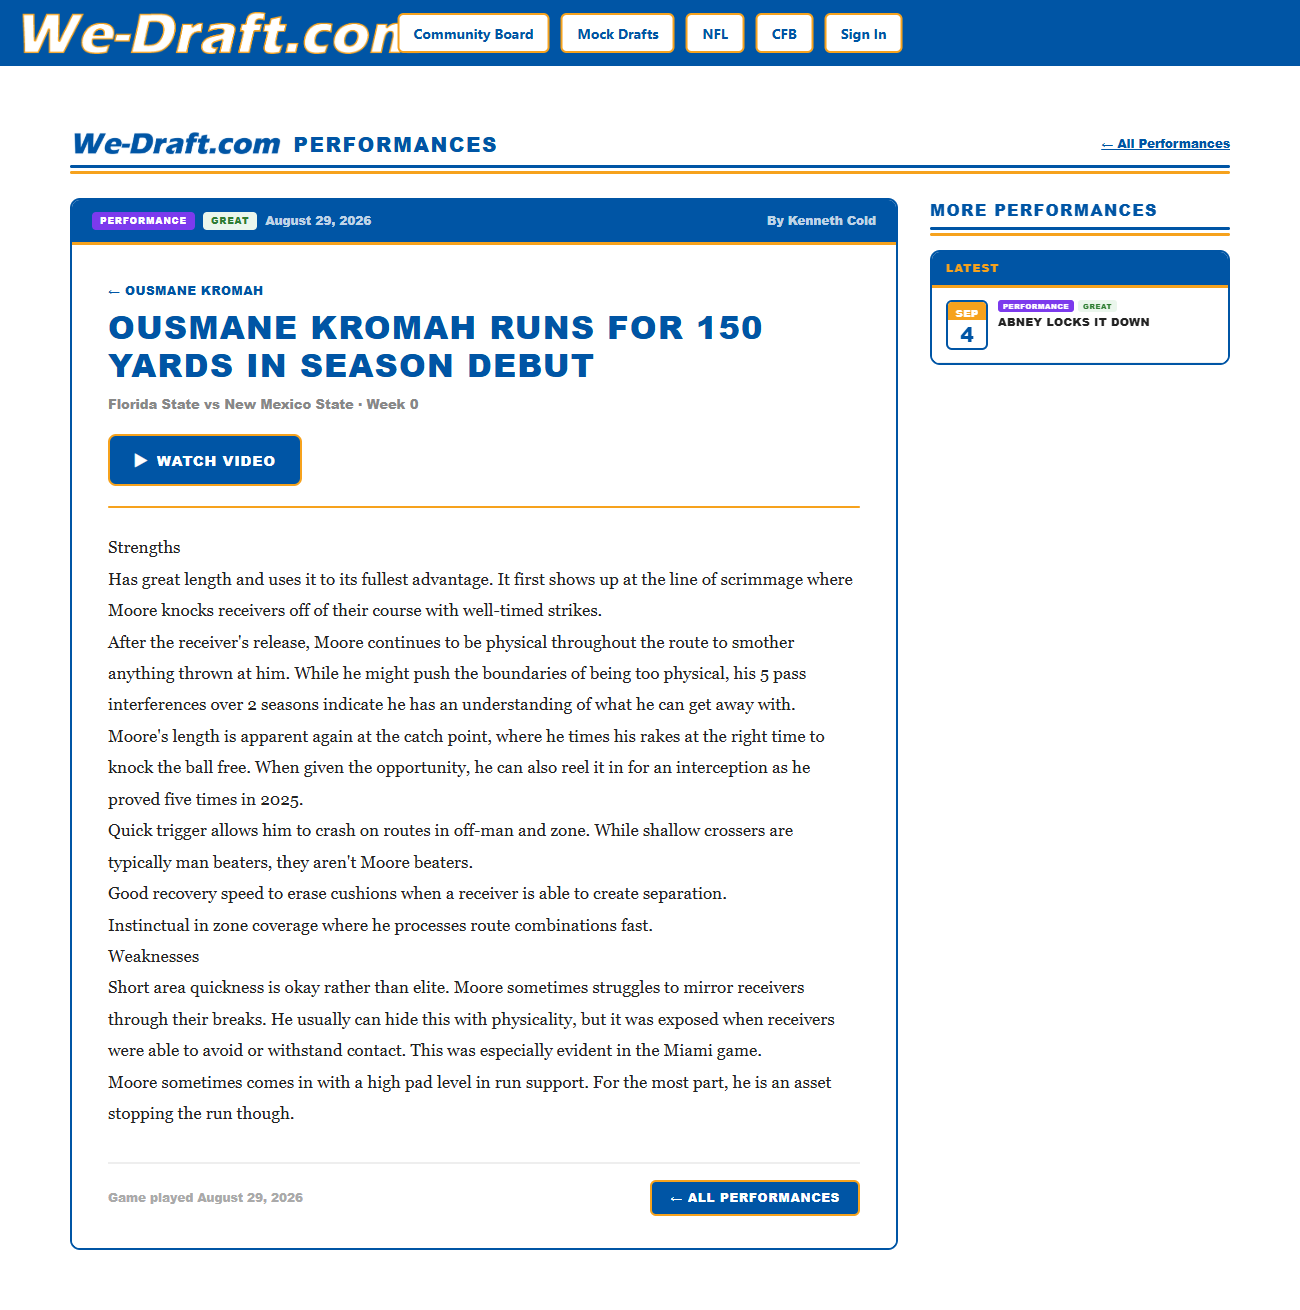 We-Draft.com
Community Board
Mock Drafts
NFL
CFB
Sign In
We-Draft.com PERFORMANCES
← All Performances
PERFORMANCE GREAT August 29, 2026
By Kenneth Cold
← OUSMANE KROMAH
OUSMANE KROMAH RUNS FOR 150
YARDS IN SEASON DEBUT
Florida State vs New Mexico State · Week 0
▶ WATCH VIDEO
Strengths
Has great length and uses it to its fullest advantage. It first shows up at the line of scrimmage where
Moore knocks receivers off of their course with well-timed strikes.
After the receiver's release, Moore continues to be physical throughout the route to smother
anything thrown at him. While he might push the boundaries of being too physical, his 5 pass
interferences over 2 seasons indicate he has an understanding of what he can get away with.
Moore's length is apparent again at the catch point, where he times his rakes at the right time to
knock the ball free. When given the opportunity, he can also reel it in for an interception as he
proved five times in 2025.
Quick trigger allows him to crash on routes in off-man and zone. While shallow crossers are
typically man beaters, they aren't Moore beaters.
Good recovery speed to erase cushions when a receiver is able to create separation.
Instinctual in zone coverage where he processes route combinations fast.
Weaknesses
Short area quickness is okay rather than elite. Moore sometimes struggles to mirror receivers
through their breaks. He usually can hide this with physicality, but it was exposed when receivers
were able to avoid or withstand contact. This was especially evident in the Miami game.
Moore sometimes comes in with a high pad level in run support. For the most part, he is an asset
stopping the run though.
Game played August 29, 2026
← ALL PERFORMANCES
MORE PERFORMANCES
LATEST
SEP
4
PERFORMANCE GREAT
ABNEY LOCKS IT DOWN